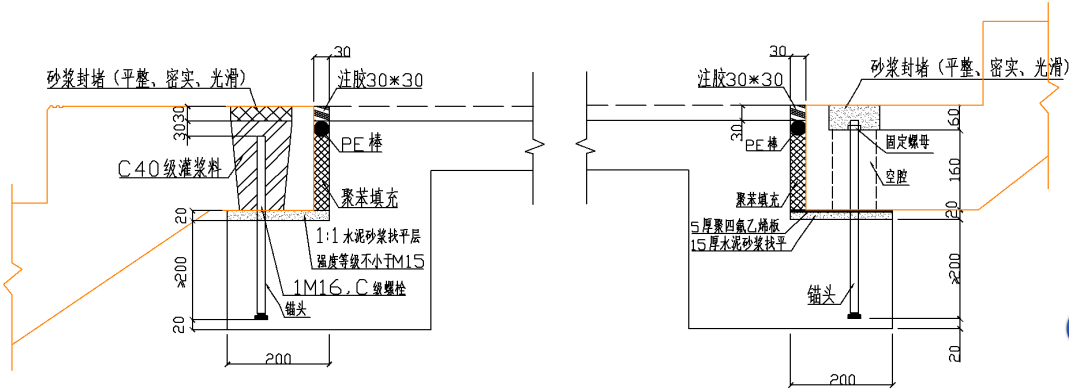 30
砂浆封堵（平整、密实、光滑）
注胶30*30
30
30
PE棒
C40级灌浆料
聚苯填充
20
1:1水泥砂浆找平层
强度等级不小于M15
≥200
1M16，C级螺栓
锚头
20
200
30
注胶30*30
砂浆封堵（平整、密实、光滑）
30
PE棒
60
固定螺母
空腔
160
聚苯填充
20
5厚聚四氟乙烯板
15厚水泥砂浆找平
≥200
锚头
20
200